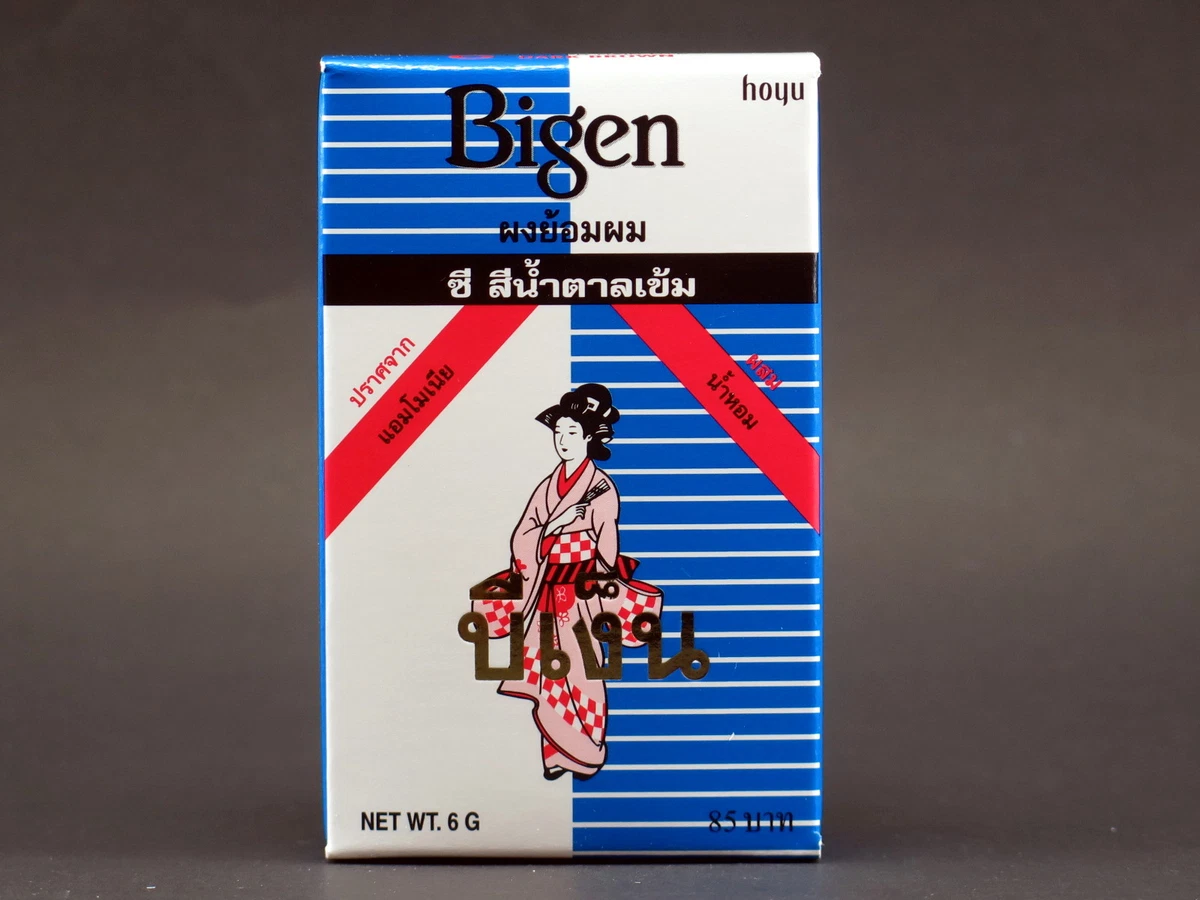 hoyu
Bigen
ผงย้อมผม
ซี สีน้ำตาลเข้ม
ปราศจาก
แอมโมเนีย
ผสม
น้ำหอม
บีเง็น
NET WT. 6 G
85 บาท